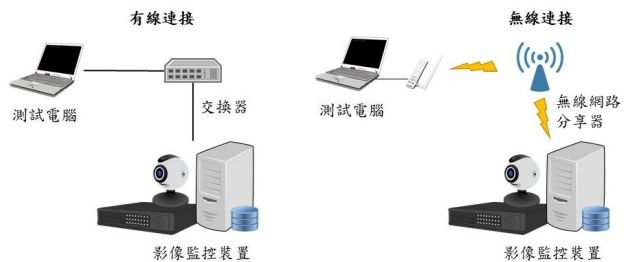 有線連接
測試電腦
交換器
影像監控裝置
無線連接
測試電腦
無線網路
分享器
影像監控裝置